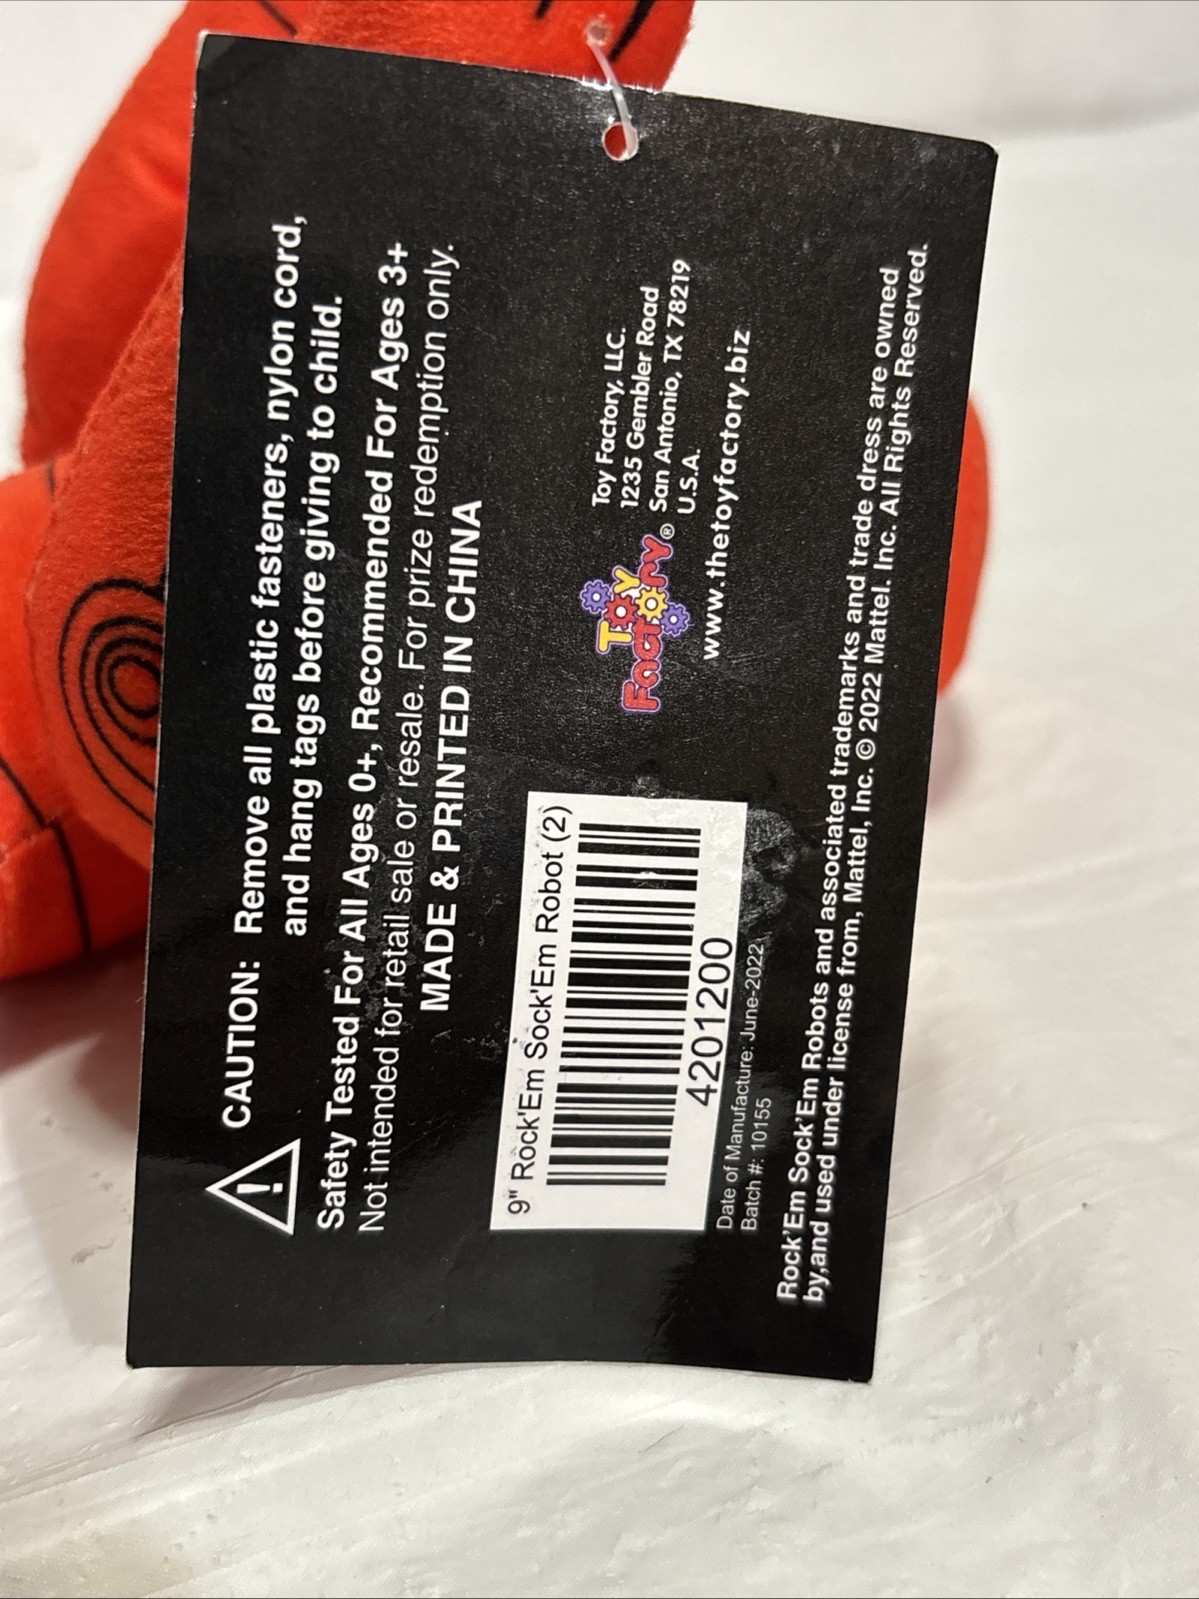 CAUTION: Remove all plastic fasteners, nylon cord,
and hang tags before giving to child.
Safety Tested For All Ages 0+, Recommended For Ages 3+
Not intended for retail sale or resale. For prize redemption only.
MADE & PRINTED IN CHINA
9" Rock'Em Sock'Em Robot (2)
4201200
Date of Manufacture: June-2022
Batch #: 10155
Toy
Factory®
Toy Factory, LLC.
1235 Gembler Road
San Antonio, TX 78219
U.S.A.
www.thetoyfactory.biz
Rock'Em Sock'Em Robots and associated trademarks and trade dress are owned
by,and used under license from, Mattel, Inc. © 2022 Mattel. Inc. All Rights Reserved.